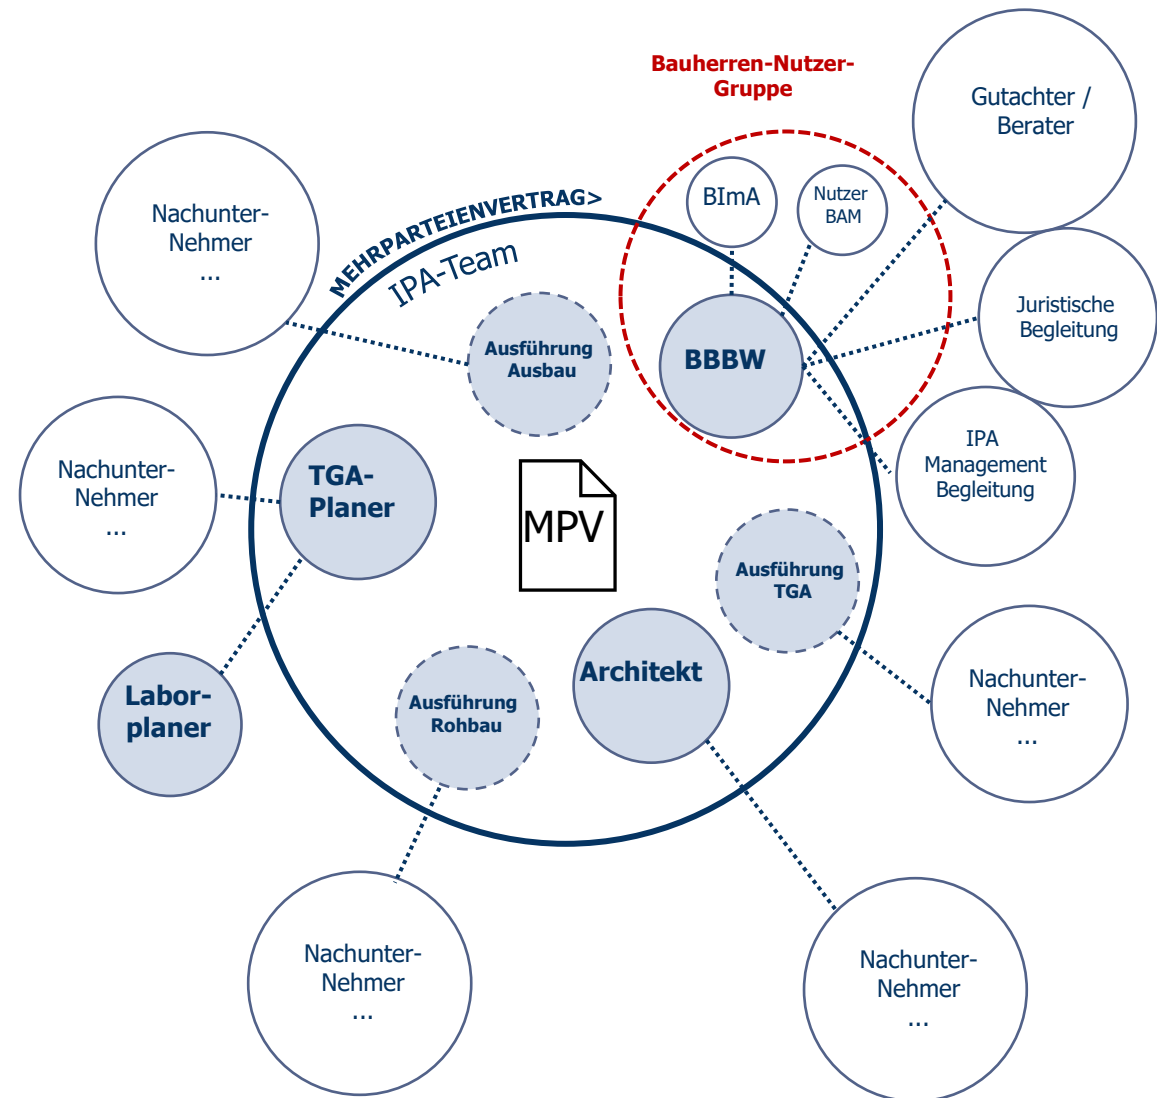 Bauherren-Nutzer-
Gruppe
Gutachter /
Berater
BImA
Nutzer
BAM
MEHRPARTEIENVERTRAG>
IPA-Team
Nachunter-
Nehmer
...
Juristische
Begleitung
Ausführung
Ausbau
BBBW
IPA
Management
Begleitung
Nachunter-
Nehmer
...
TGA-
Planer
MPV
Ausführung
TGA
Architekt
Nachunter-
Nehmer
...
Labor-
planer
Ausführung
Rohbau
Nachunter-
Nehmer
...
Nachunter-
Nehmer
...